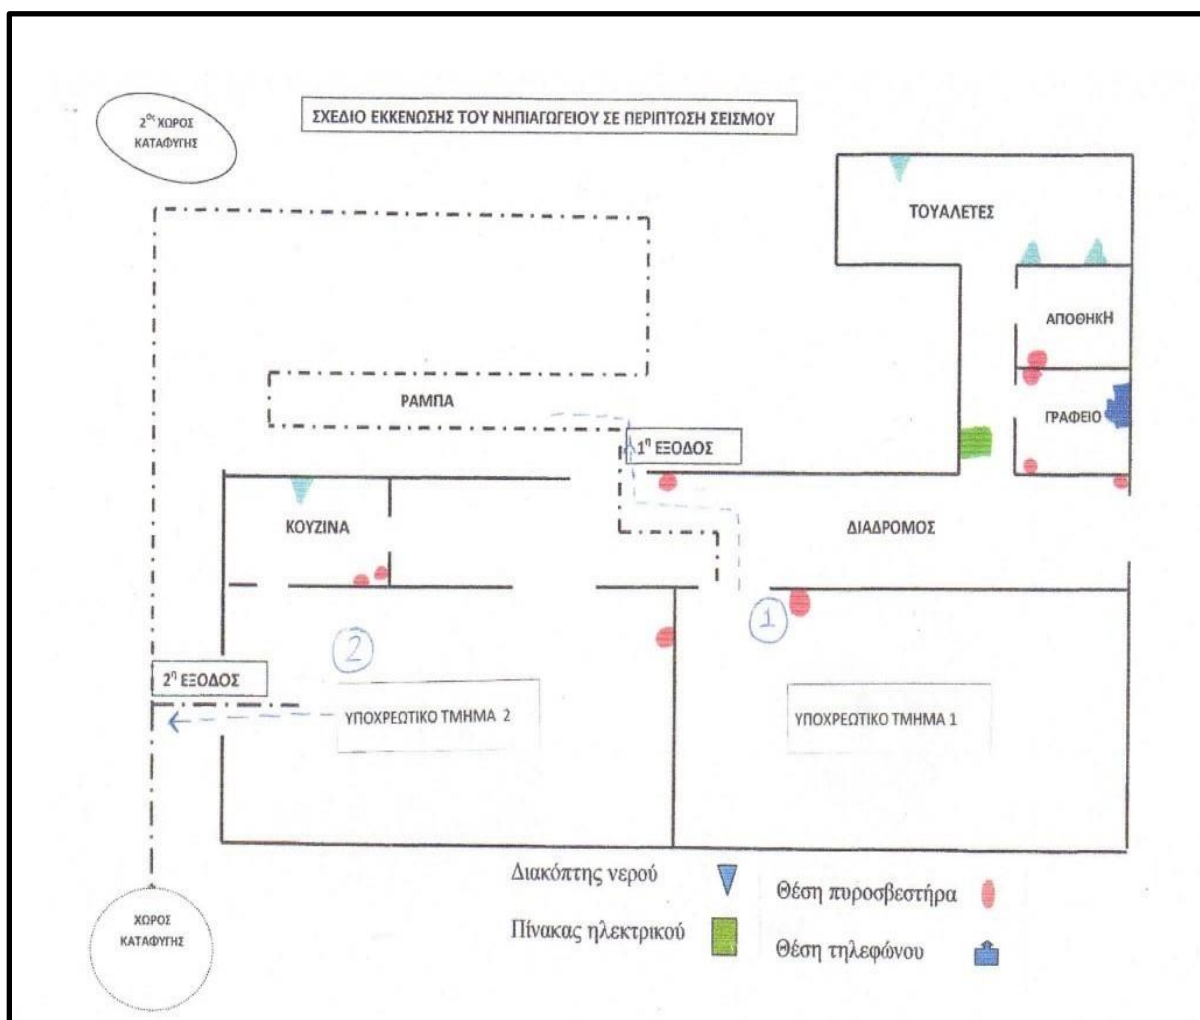 ΣΧΕΔΙΟ ΕΚΚΕΝΩΣΗΣ ΤΟΥ ΝΗΠΙΑΓΩΓΕΙΟΥ ΣΕ ΠΕΡΙΠΤΩΣΗ ΣΕΙΣΜΟΥ
2ος ΧΩΡΟΣ
ΚΑΤΑΦΥΓΗΣ
ΤΟΥΑΛΕΤΕΣ
ΑΠΟΘΗΚΗ
ΡΑΜΠΑ
ΓΡΑΦΕΙΟ
1η ΕΞΟΔΟΣ
ΚΟΥΖΙΝΑ
ΔΙΑΔΡΟΜΟΣ
1
2
2η ΕΞΟΔΟΣ
ΥΠΟΧΡΕΩΤΙΚΟ ΤΜΗΜΑ 2
ΥΠΟΧΡΕΩΤΙΚΟ ΤΜΗΜΑ 1
Διακόπτης νερού
Θέση πυροσβεστήρα
Πίνακας ηλεκτρικού
Θέση τηλεφώνου
ΧΩΡΟΣ
ΚΑΤΑΦΥΓΗΣ